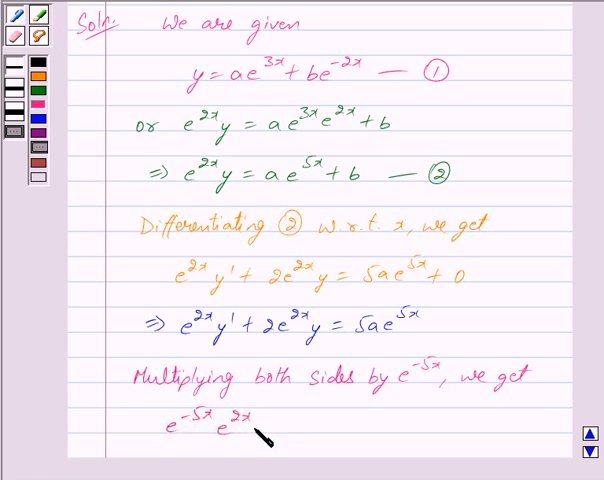 Soln. We are given
y = ae^{3x} + be^{-2x} — ①
or e^{2x}y = ae^{3x}e^{2x} + b
⇒ e^{2x}y = ae^{5x} + b — ②
Differentiating ② w.r.t. x, we get
e^{2x}y' + 2e^{2x}y = 5ae^{5x} + 0
⇒ e^{2x}y' + 2e^{2x}y = 5ae^{5x}
Multiplying both sides by e^{-5x}, we get
e^{-5x} e^{2x}